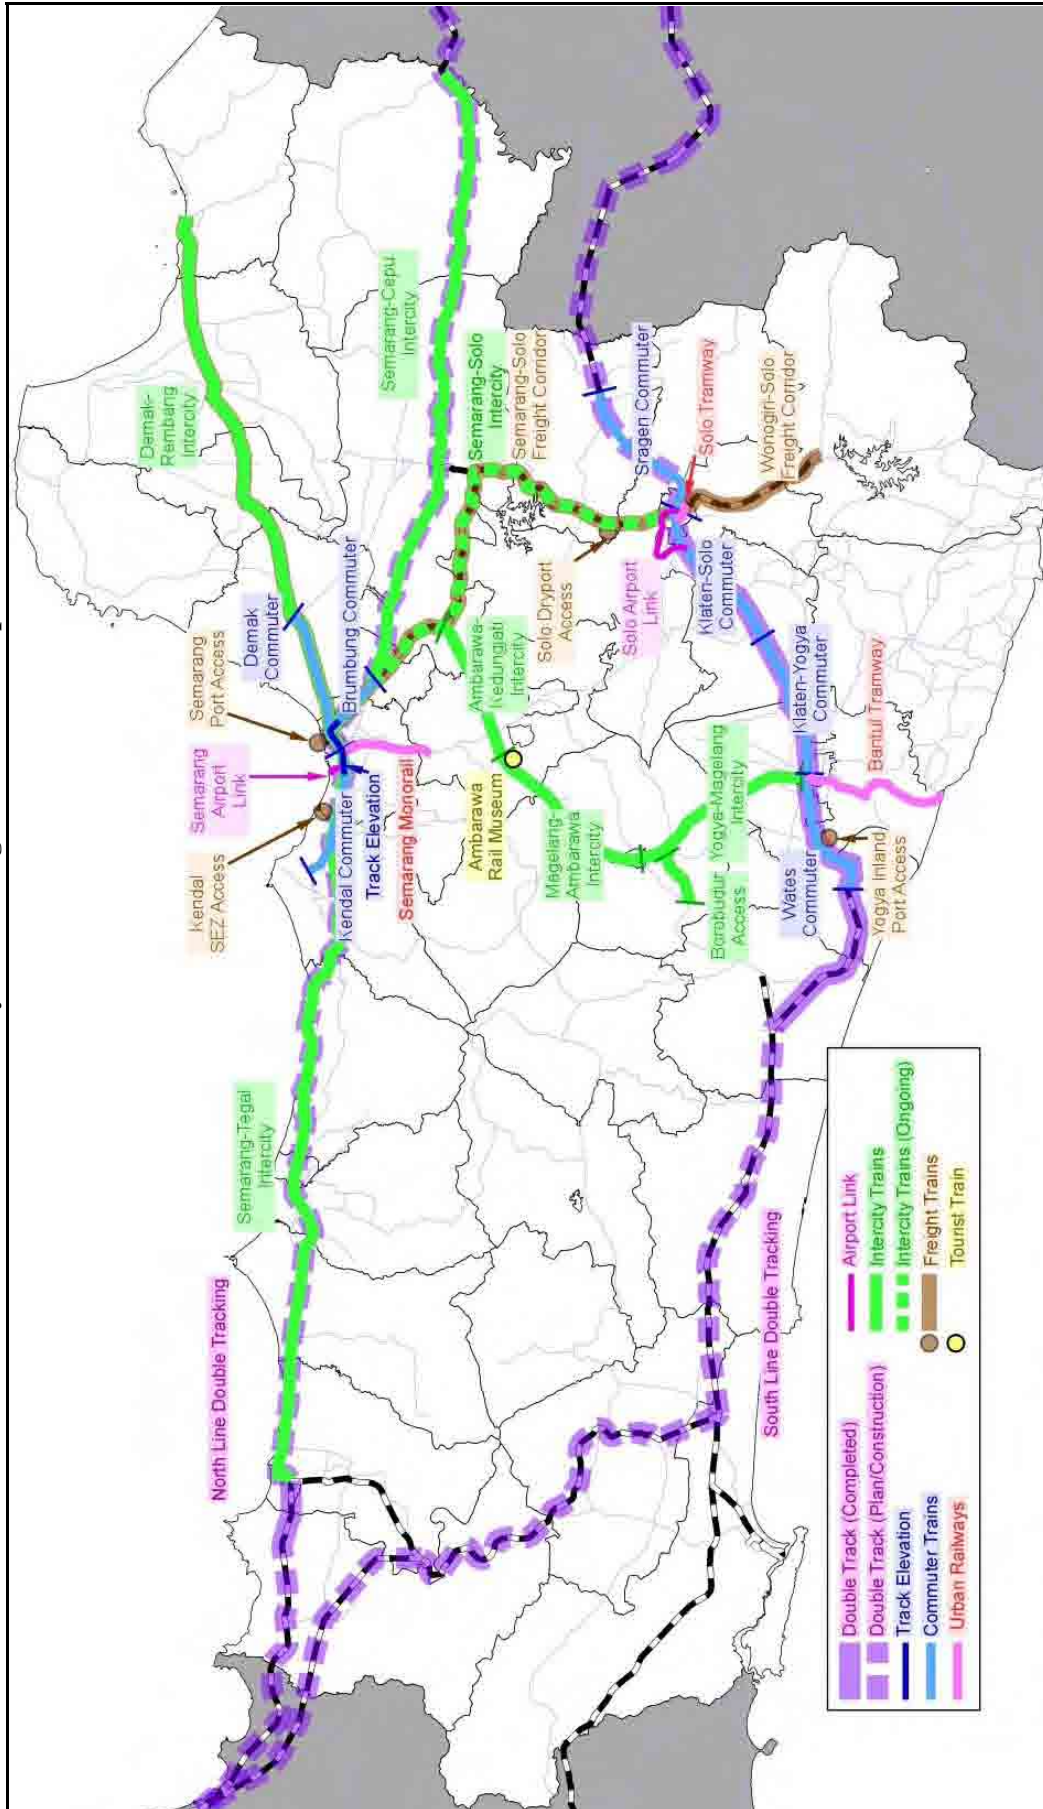 Demak-
Rembang
Intercity
Kendal
SEZ Access
Semarang
Port Access
Semarang
Airport
Link
North Line Double Tracking
Semarang-Tegal
Intercity
Demak
Commuter
Kendal Commuter
Brumbung Commuter
Track Elevation
Semarang-Cepu
Intercity
Semarang Monorail
Ambarawa
Rail Museum
Ambarawa-
Kedungjati
Intercity
Semarang-Solo
Intercity
Semarang-Solo
Freight Corridor
Magelang-
Ambarawa
Intercity
Solo Dryport
Access
Solo Airport
Link
Sragen Commuter
Klaten-Solo
Commuter
Solo Tramway
Borobudur
Access
Yogya-Magelang
Intercity
Wonogiri-Solo
Freight Corridor
South Line Double Tracking
Wates
Commuter
Klaten-Yogya
Commuter
Bantul Tramway
Yogya Inland
Port Access
Double Track (Completed)
Double Track (Plan/Construction)
Track Elevation
Commuter Trains
Urban Railways
Airport Link
Intercity Trains
Intercity Trains (Ongoing)
Freight Trains
Tourist Train